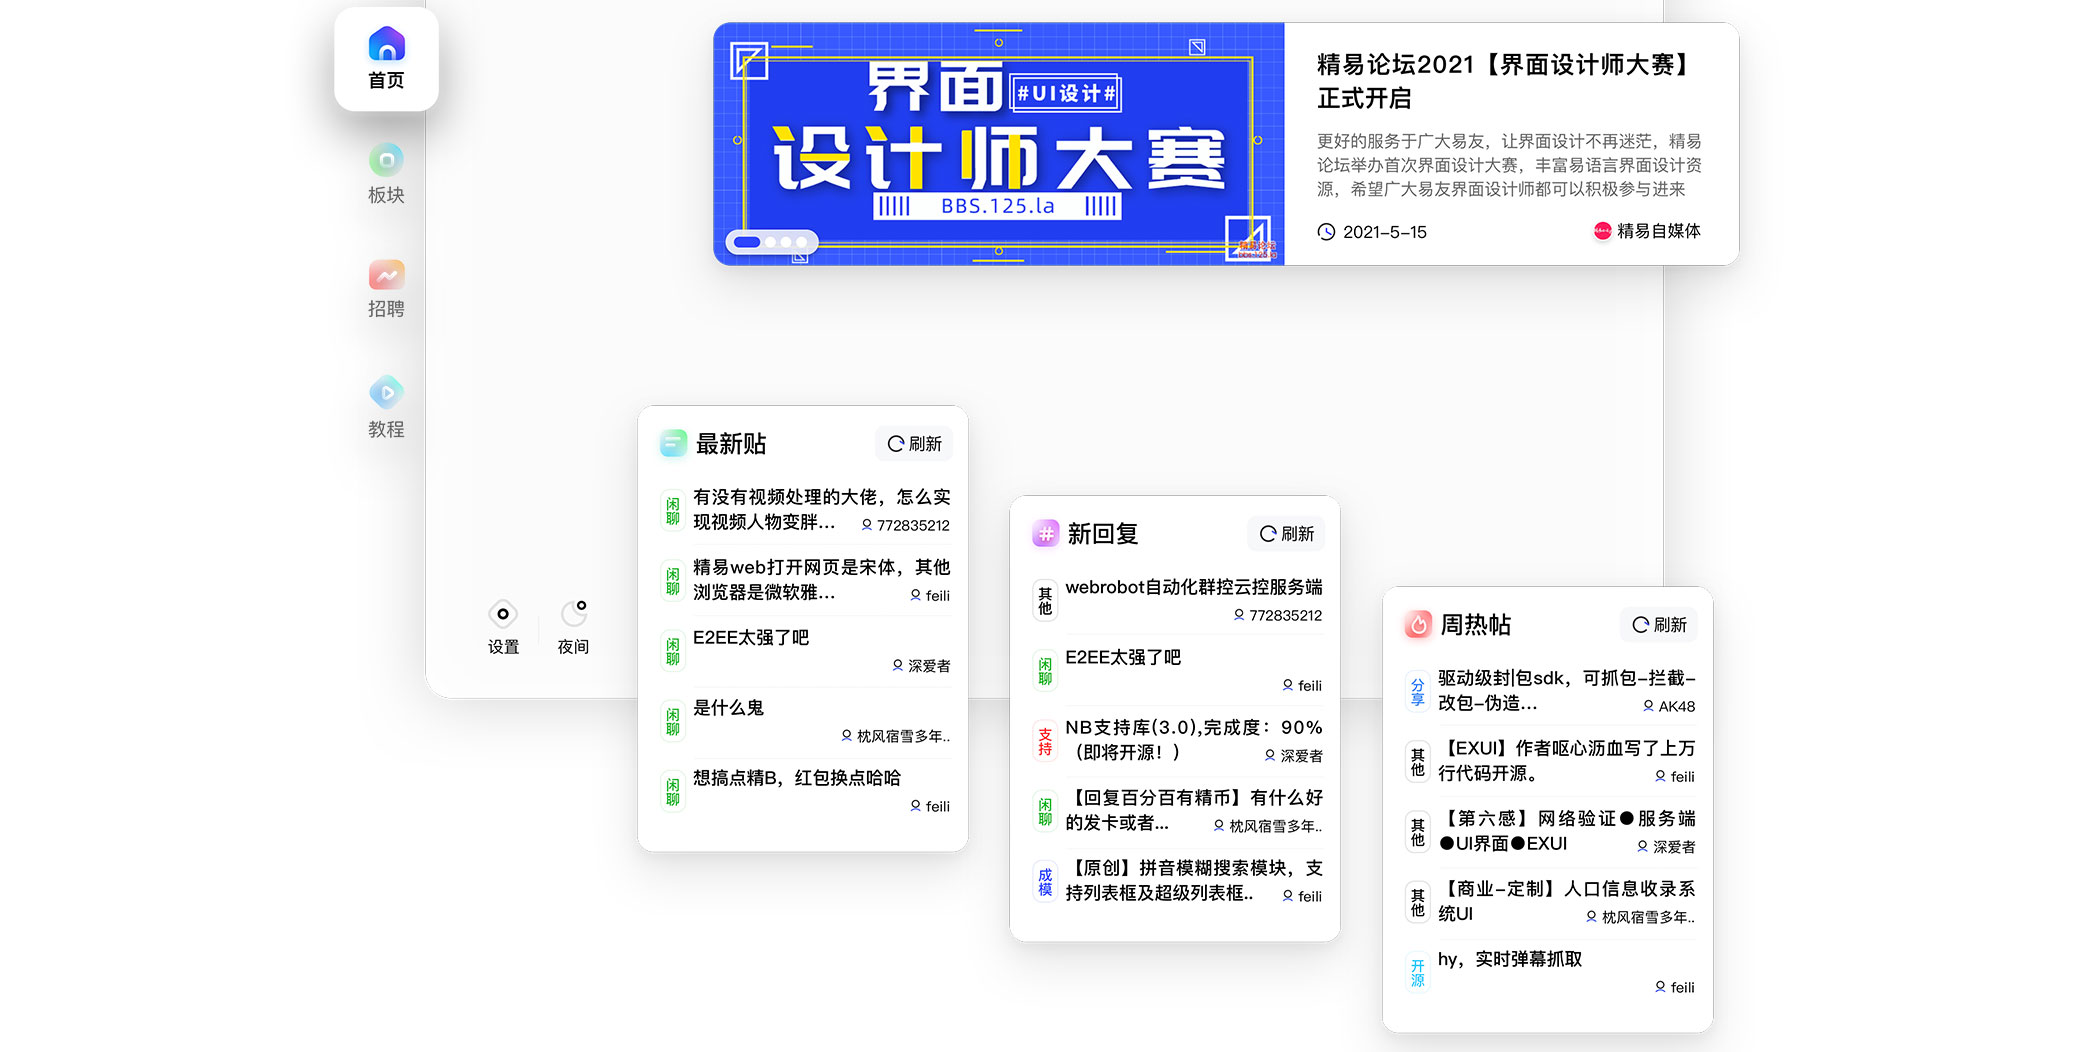 首页
板块
招聘
教程
设置
夜间
界面
#UI设计#
设计师大赛
BBS.125.la
精易论坛
bbs.125.la
精易论坛2021【界面设计师大赛】
正式开启
更好的服务于广大易友，让界面设计不再迷茫，精易
论坛举办首次界面设计大赛，丰富易语言界面设计资
源，希望广大易友界面设计师都可以积极参与进来
2021-5-15
精易自媒体
最新贴
刷新
闲聊
有没有视频处理的大佬，怎么实
现视频人物变胖...
772835212
闲聊
精易web打开网页是宋体，其他
浏览器是微软雅...
feili
闲聊
E2EE太强了吧
深爱者
闲聊
是什么鬼
枕风宿雪多年..
闲聊
想搞点精B，红包换点哈哈
feili
新回复
刷新
其他
webrobot自动化群控云控服务端
772835212
闲聊
E2EE太强了吧
feili
支持
NB支持库(3.0),完成度：90%
（即将开源！）
深爱者
闲聊
【回复百分百有精币】有什么好
的发卡或者...
枕风宿雪多年..
成模
【原创】拼音模糊搜索模块，支
持列表框及超级列表框..
feili
周热帖
刷新
分享
驱动级封|包sdk，可抓包-拦截-
改包-伪造...
AK48
其他
【EXUI】作者呕心沥血写了上万
行代码开源。
feili
其他
【第六感】网络验证●服务端
●UI界面●EXUI
深爱者
其他
【商业-定制】人口信息收录系
统UI
枕风宿雪多年..
开源
hy，实时弹幕抓取
feili